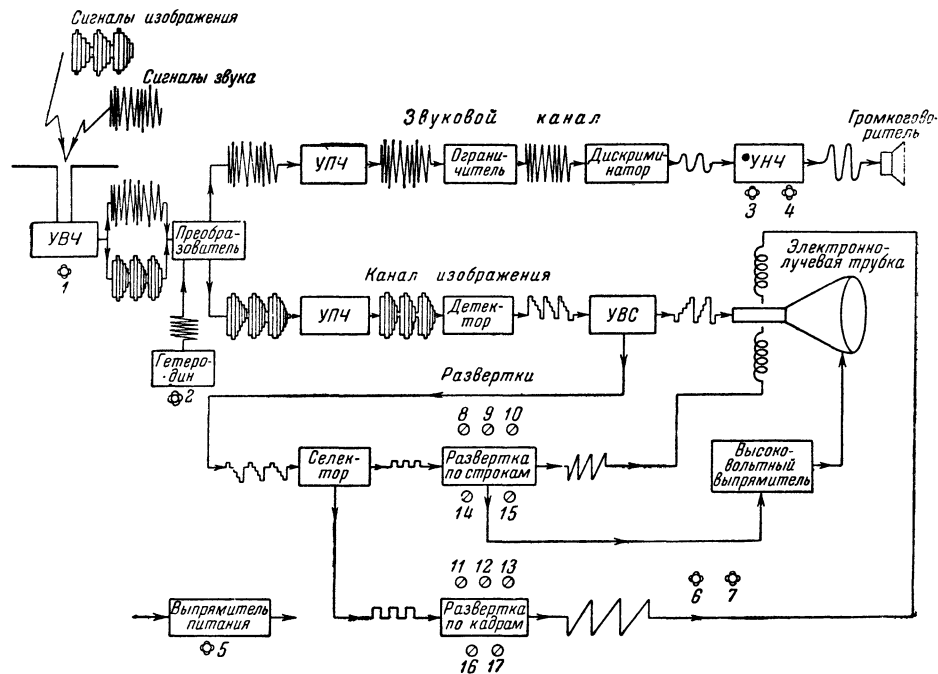 Сигналы изображения
Сигналы звука
Звуковой канал
Громкогово-
ритель
УПЧ
Ограни-
читель
Дискрими-
натор
УНЧ
3 4
УВЧ
1
Преобра-
зователь
Электронно-
лучевая трубка
Канал изображения
УПЧ
Детек-
тор
УВС
Гетеро-
дин
2
Развертки
8 9 10
Селек-
тор
Развертка
по строкам
Высоко-
вольтный
выпрямитель
14 15
11 12 13
6 7
Выпрямитель
питания
5
Развертка
по кадрам
16 17